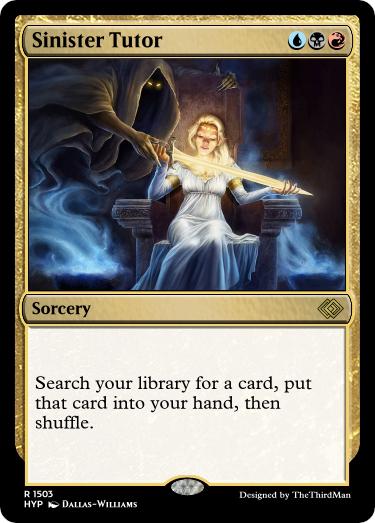 Sinister Tutor
Sorcery
Search your library for a card, put
that card into your hand, then
shuffle.
R 1503
HYP Dallas-Williams
Designed by TheThirdMan